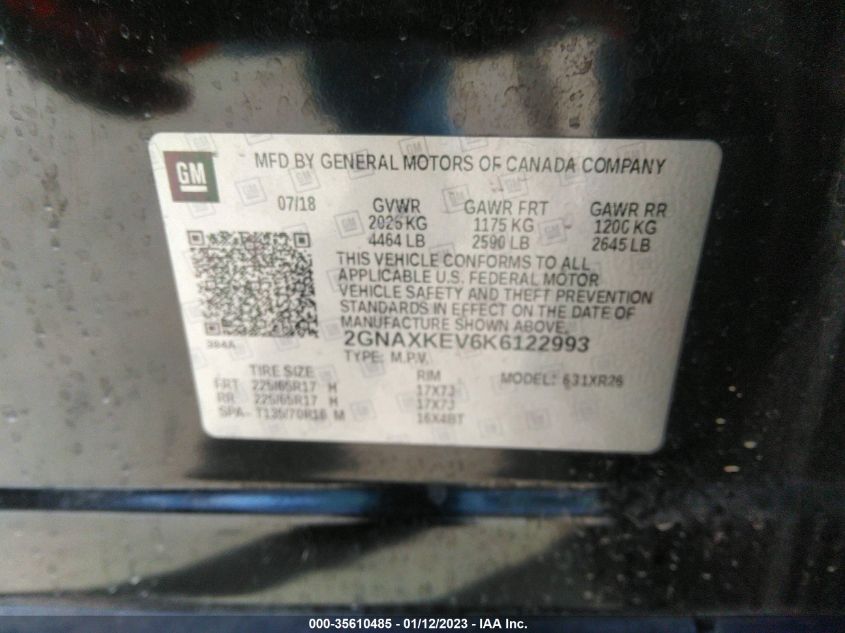 GM
MFD BY GENERAL MOTORS OF CANADA COMPANY
07/18 GVWR GAWR FRT GAWR RR
2025 KG 1175 KG 1200 KG
4464 LB 2590 LB 2645 LB
THIS VEHICLE CONFORMS TO ALL
APPLICABLE U.S. FEDERAL MOTOR
VEHICLE SAFETY AND THEFT PREVENTION
STANDARDS IN EFFECT ON THE DATE OF
MANUFACTURE SHOWN ABOVE.
394A 2GNAXKEV6K6122993
TYPE: M.P.V.
TIRE SIZE RIM MODEL: 631XR26
FRT 225/65R17 H 17X7J
RR 225/65R17 H 17X7J
SPA- T135/70R16 M 16X4BT
000-35610485 - 01/12/2023 - IAA Inc.